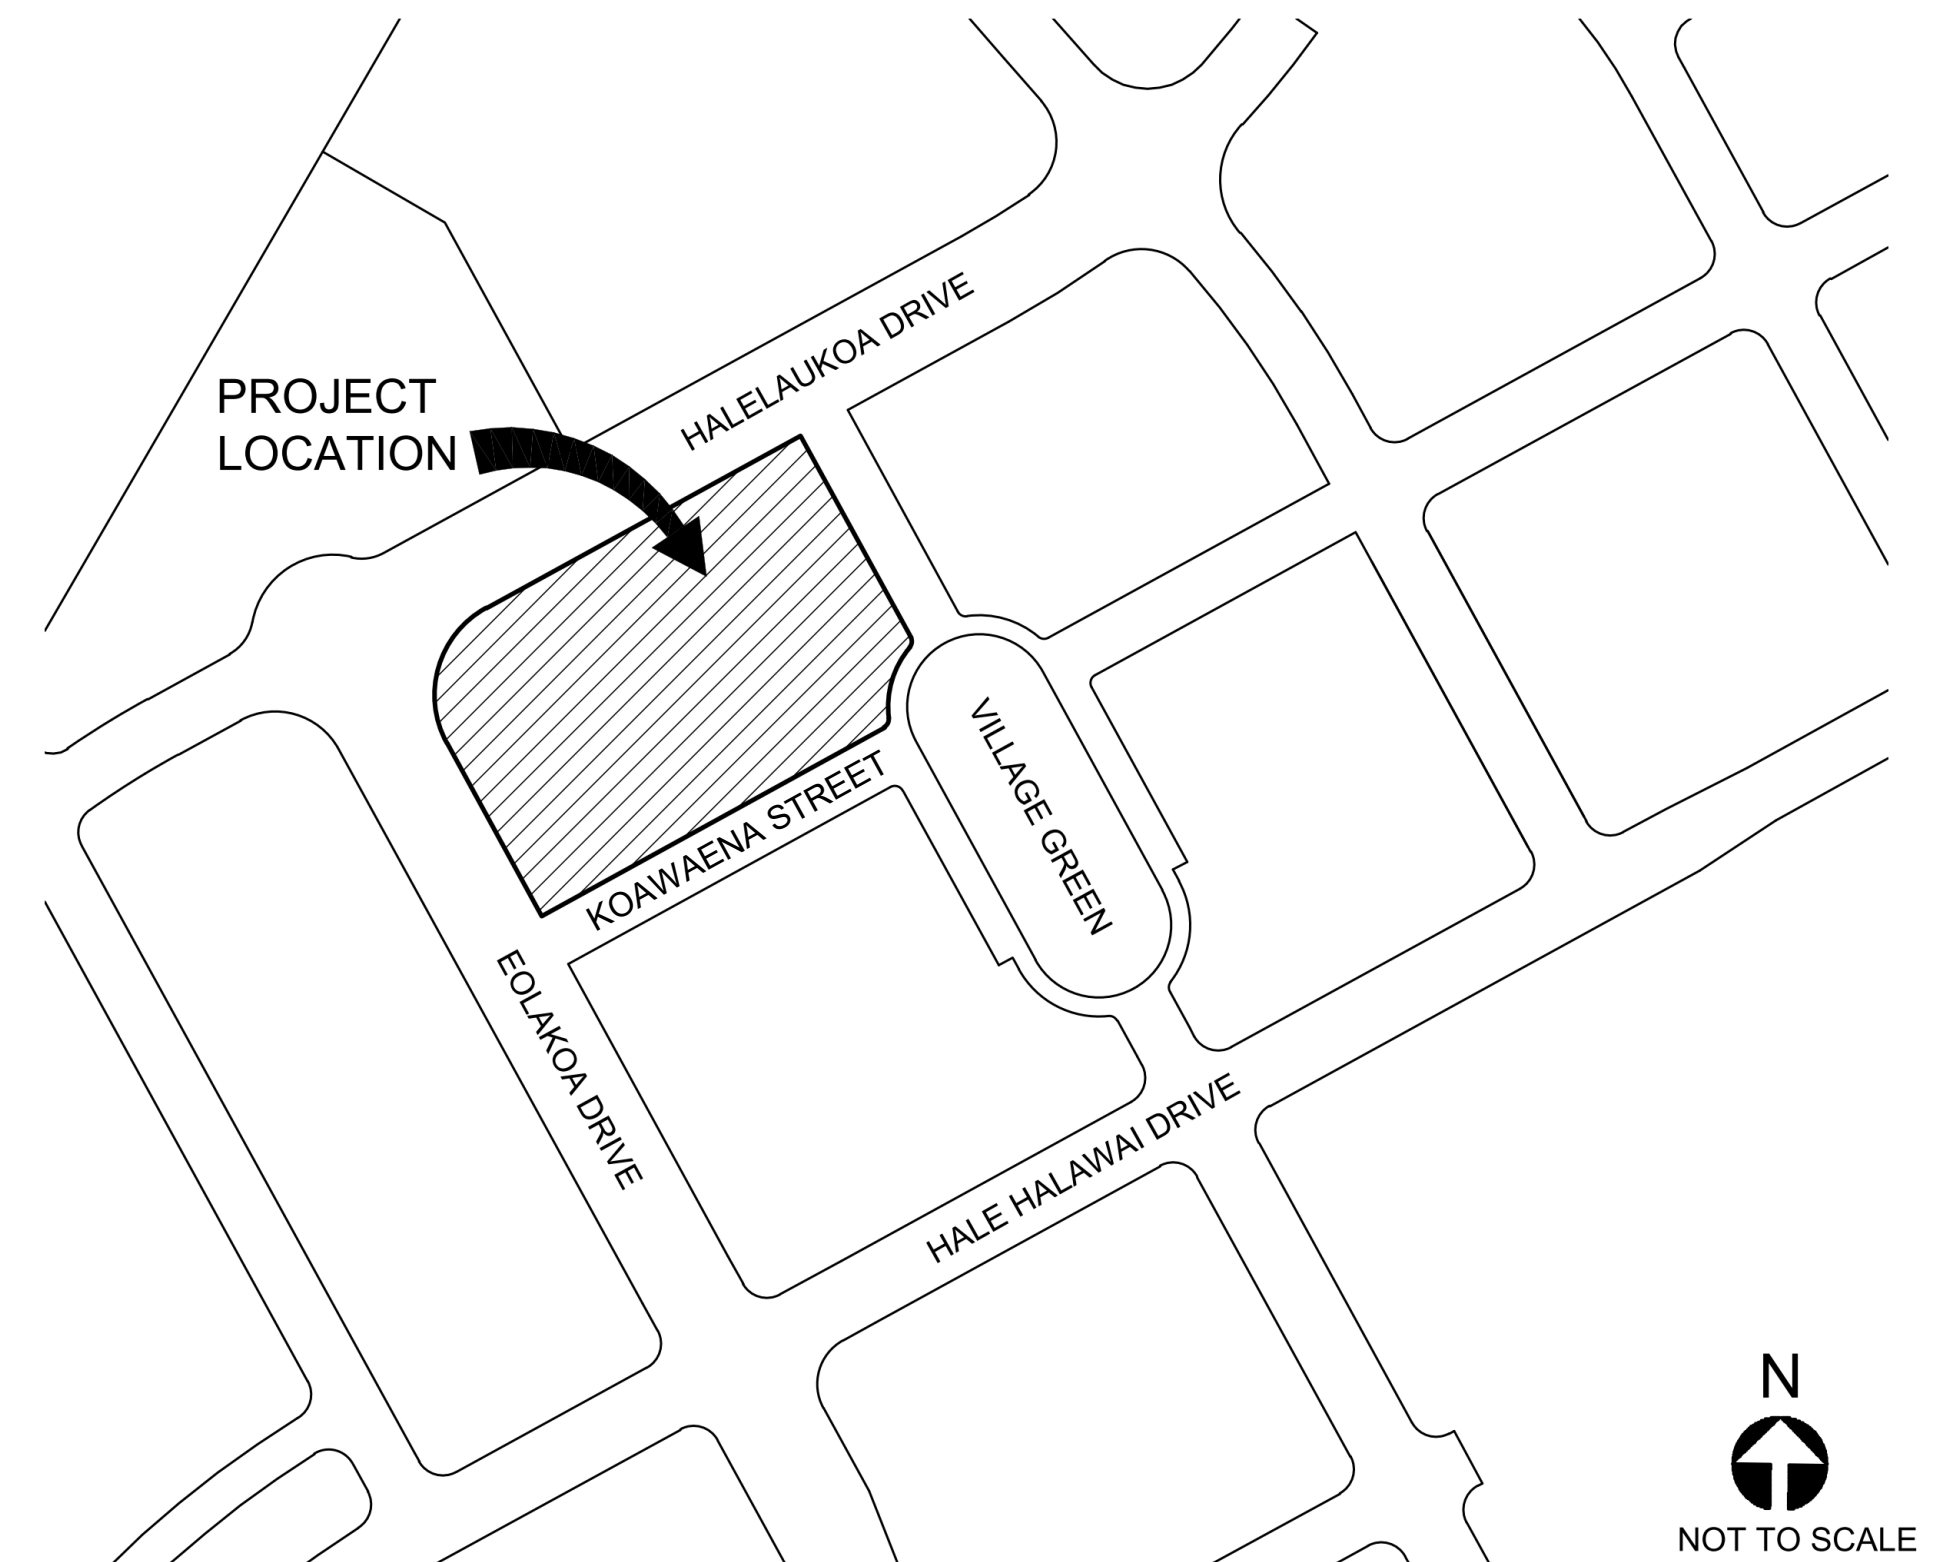 HALELAUKOA DRIVE
PROJECT
LOCATION
VILLAGE GREEN
KOAWAENA STREET
EOLAKOA DRIVE
HALE HALAWAI DRIVE
N
NOT TO SCALE